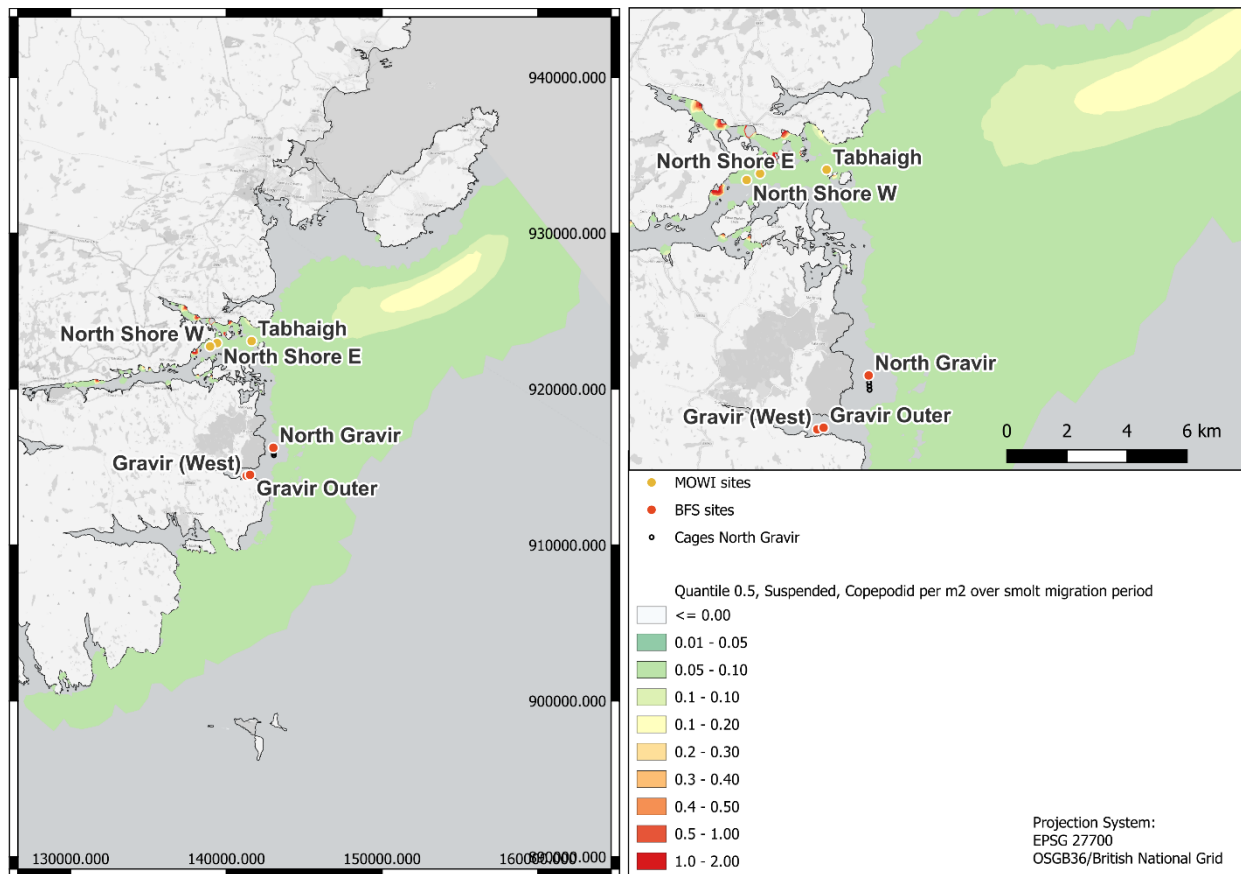 940000.000
930000.000
North Shore W
Tabhaigh
North Shore E
920000.000
North Gravir
Gravir (West)
Gravir Outer
910000.000
900000.000
890000.000
130000.000
140000.000
150000.000
160000.000
North Shore E
Tabhaigh
North Shore W
North Gravir
Gravir (West)
Gravir Outer
0 2 4 6 km
MOWI sites
BFS sites
Cages North Gravir
Quantile 0.5, Suspended, Copepodid per m2 over smolt migration period
<= 0.00
0.01 - 0.05
0.05 - 0.10
0.1 - 0.10
0.1 - 0.20
0.2 - 0.30
0.3 - 0.40
0.4 - 0.50
0.5 - 1.00
1.0 - 2.00
Projection System:
EPSG 27700
OSGB36/British National Grid